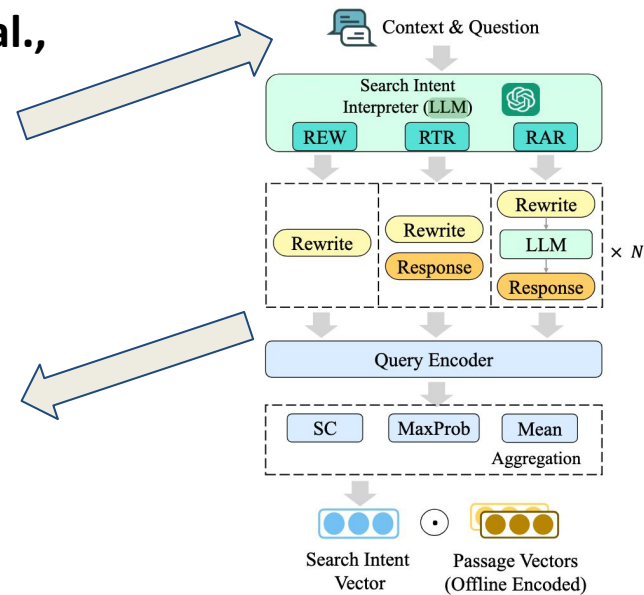 al.,
Context & Question
Search Intent
Interpreter (LLM)
REW RTR RAR
Rewrite
Rewrite
Response
Rewrite
LLM
Response
× N
Query Encoder
SC MaxProb Mean
Aggregation
Search Intent
Vector
Passage Vectors
(Offline Encoded)